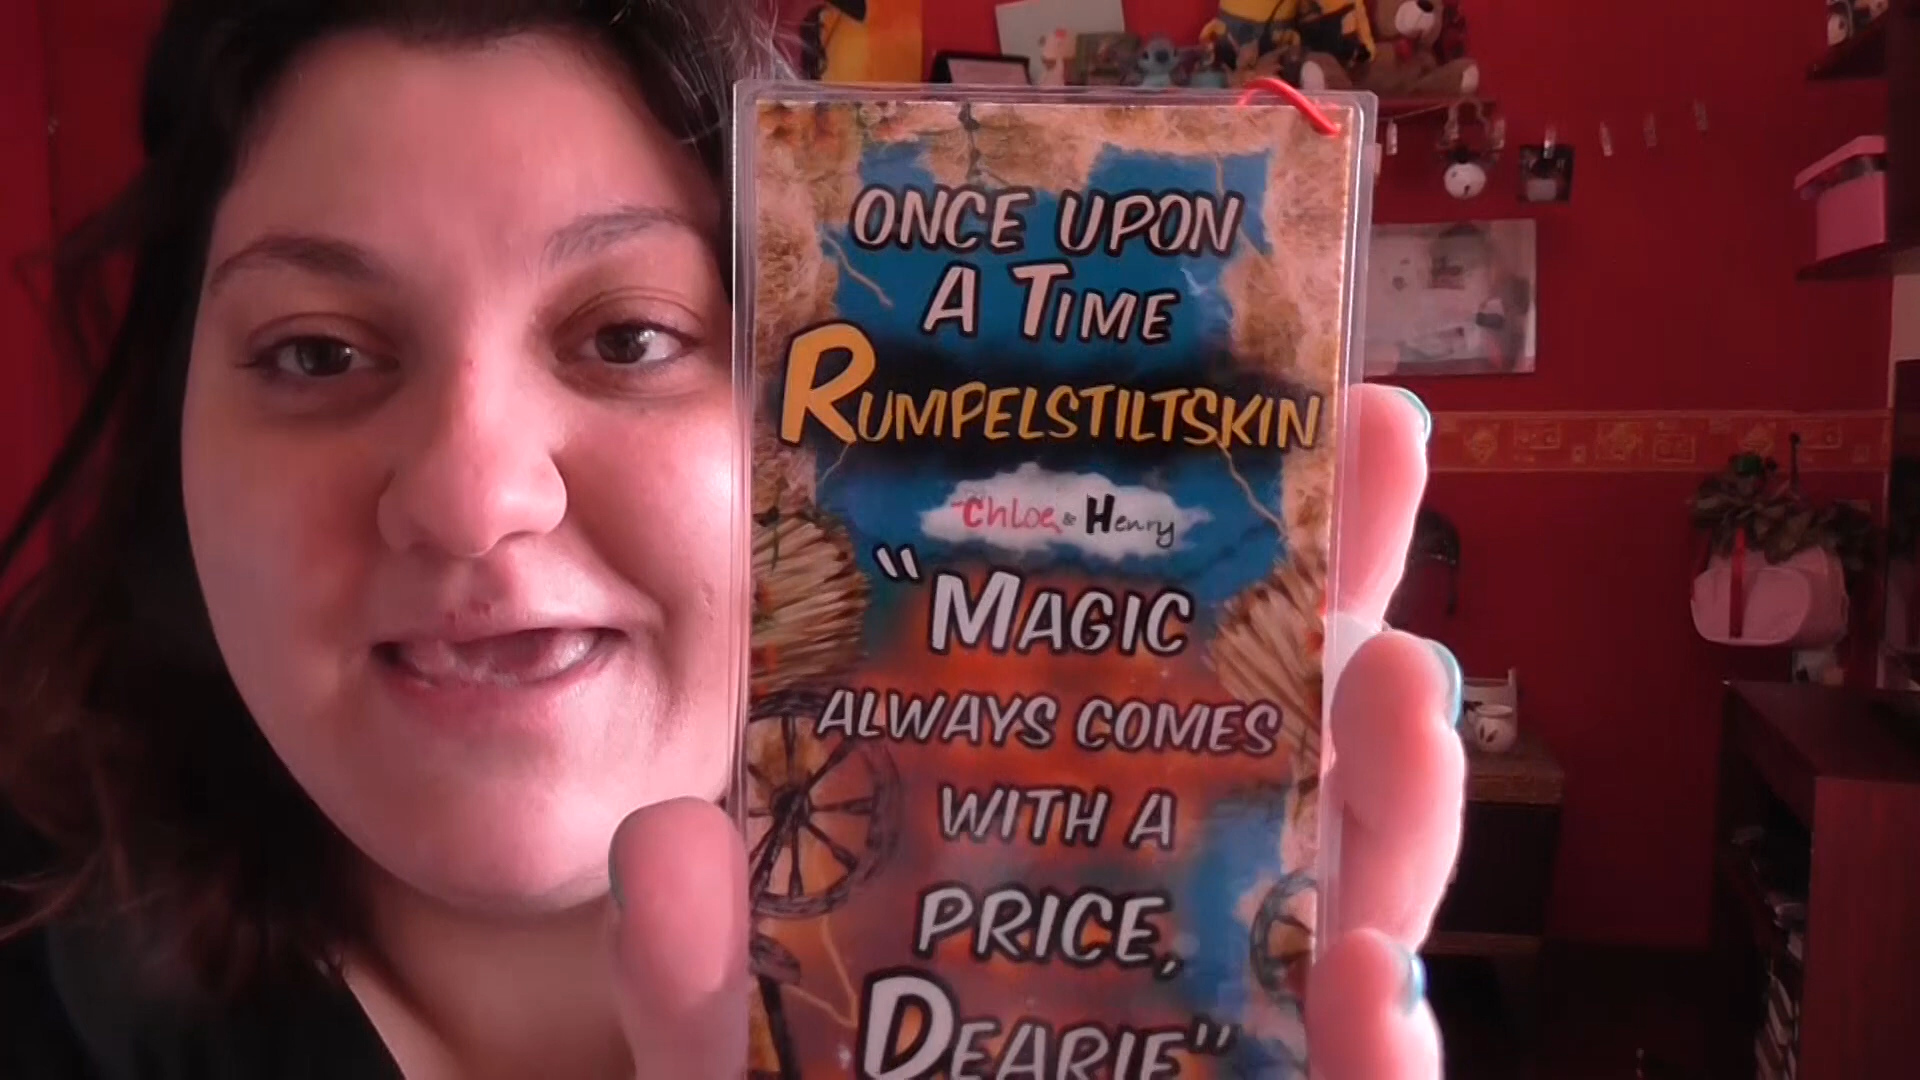 ONCE UPON
A TIME
RUMPELSTILTSKIN
-Chloe & Henry
"MAGIC
ALWAYS COMES
WITH A
PRICE,
DEARIE"